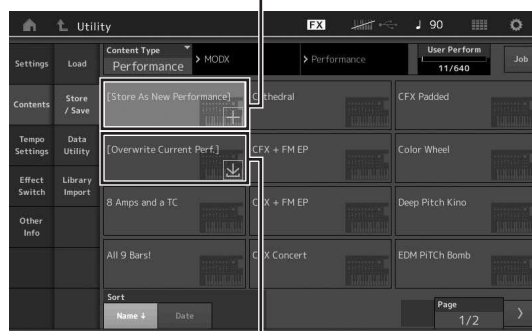 Utility
FX
♩ 90
Settings
Load
Content Type
Performance
> MODX
> Performance
User Perform
11/640
Job
Contents
Store
/ Save
[Store As New Performance]
CFX Padded
Tempo
Settings
Data
Utility
[Overwrite Current Perf.]
CFX + FM EP
Color Wheel
Effect
Switch
Library
Import
8 Amps and a TC
FM EP
Deep Pitch Kino
Other
Info
All 9 Bars!
Concert
EDM PiTCh Bomb
Sort
Name ↓
Date
Page
1/2